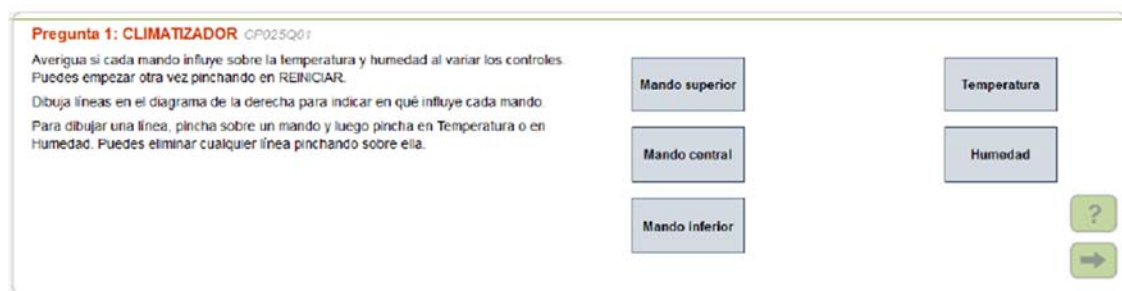 Pregunta 1: CLIMATIZADOR CP025Q01
Averigua si cada mando influye sobre la temperatura y humedad al variar los controles.
Puedes empezar otra vez pinchando en REINICIAR.
Dibuja líneas en el diagrama de la derecha para indicar en qué influye cada mando.
Para dibujar una línea, pincha sobre un mando y luego pincha en Temperatura o en
Humedad. Puedes eliminar cualquier línea pinchando sobre ella.
Mando superior
Temperatura
Mando central
Humedad
Mando inferior
?